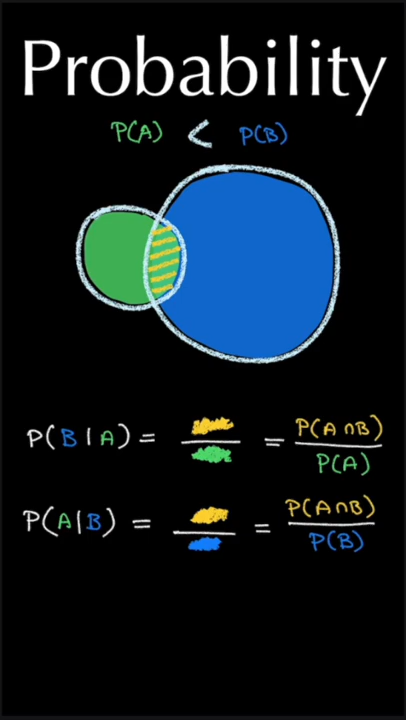 Probability
P(A) < P(B)
P(B|A) = = P(A∩B)/P(A)
P(A|B) = = P(A∩B)/P(B)